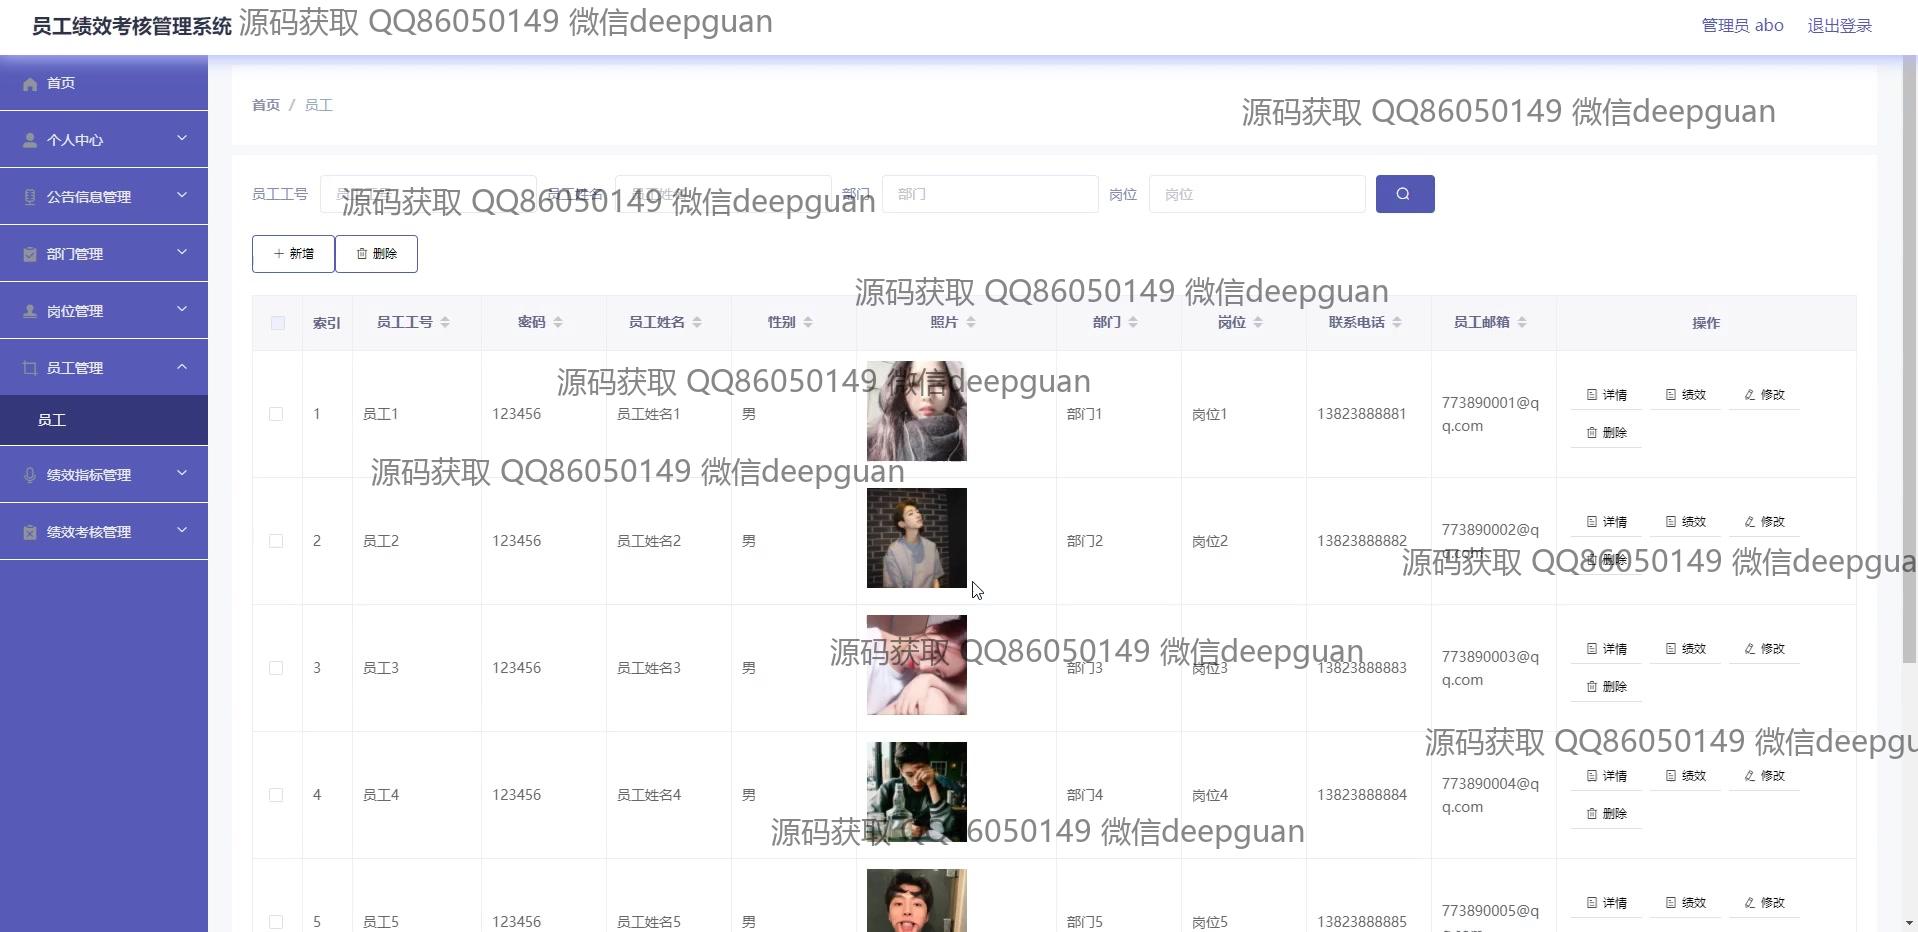 员工绩效考核管理系统
源码获取 QQ86050149 微信deepguan
管理员 abo
退出登录
首页
个人中心
公告信息管理
部门管理
岗位管理
员工管理
员工
绩效指标管理
绩效考核管理
首页 / 员工
源码获取 QQ86050149 微信deepguan
员工工号
员工姓名
部门 部门
岗位 岗位
源码获取 QQ86050149 微信deepguan
新增 删除
源码获取 QQ86050149 微信deepguan
索引 员工工号 密码 员工姓名 性别 照片 部门 岗位 联系电话 员工邮箱 操作
源码获取 QQ86050149 微信deepguan
1 员工1 123456 员工姓名1 男 部门1 岗位1 13823888881 773890001@q 详情 绩效 修改
q.com 删除
源码获取 QQ86050149 微信deepguan
2 员工2 123456 员工姓名2 男 部门2 岗位2 13823888882 773890002@q 详情 绩效 修改
q.com 删除
源码获取 QQ86050149 微信deepgua
3 员工3 123456 员工姓名3 男 部门3 岗位3 13823888883 773890003@q 详情 绩效 修改
q.com 删除
源码获取 QQ86050149 微信deepguan
源码获取 QQ86050149 微信deepgu
4 员工4 123456 员工姓名4 男 部门4 岗位4 13823888884 773890004@q 详情 绩效 修改
q.com 删除
源码获取 QQ86050149 微信deepguan
5 员工5 123456 员工姓名5 男 部门5 岗位5 13823888885 773890005@q 详情 绩效 修改